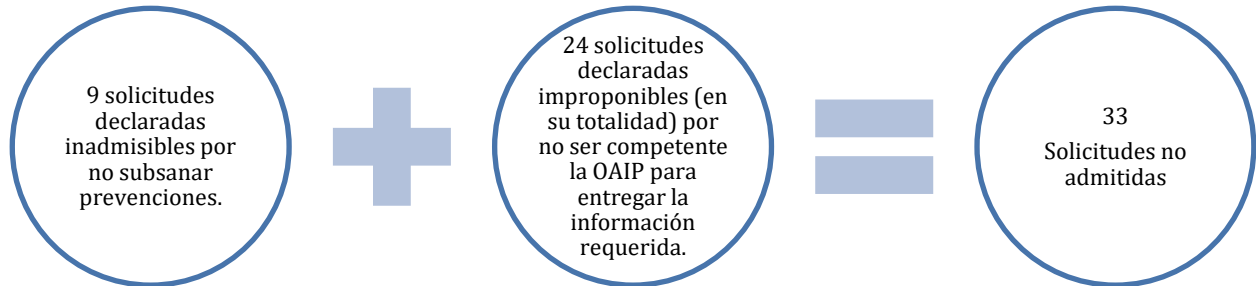 9 solicitudes
declaradas
inadmisibles por
no subsanar
prevenciones.
24 solicitudes
declaradas
improponibles (en
su totalidad) por
no ser competente
la OAIP para
entregar la
información
requerida.
33
Solicitudes no
admitidas